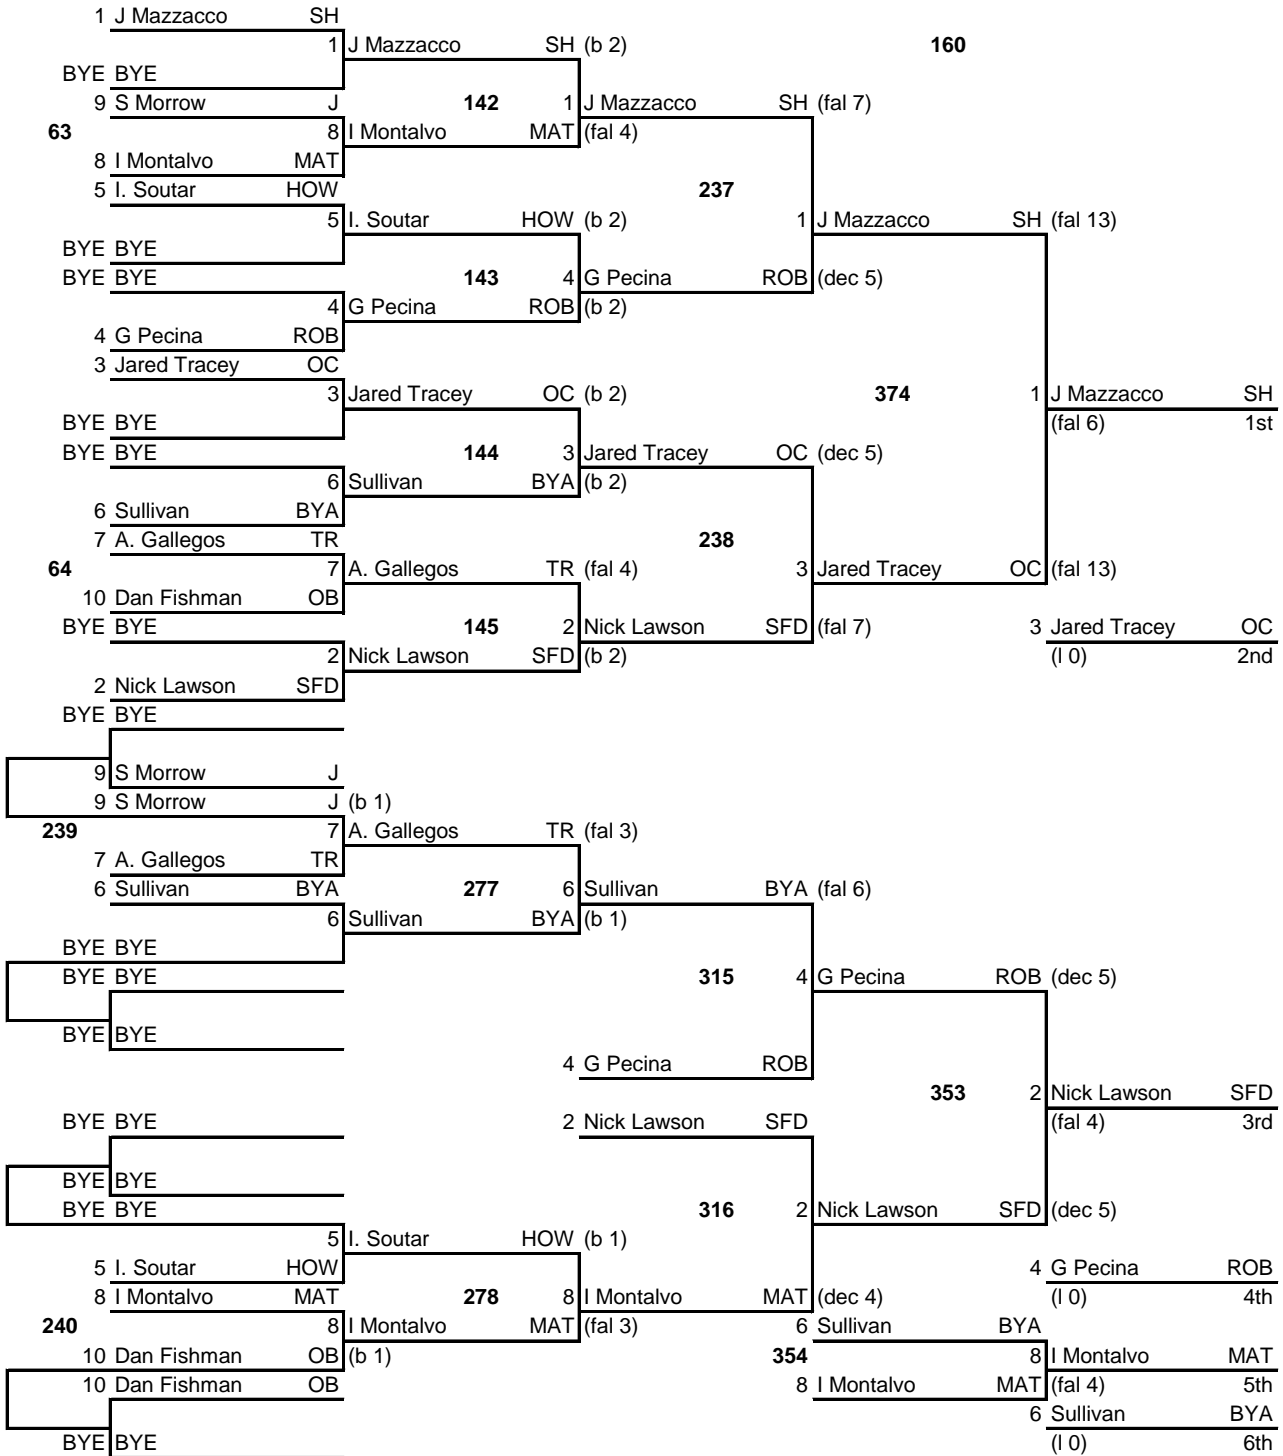 1 J Mazzacco SH
1 J Mazzacco SH (b 2) 160
BYE BYE
9 S Morrow J 142 1 J Mazzacco SH (fal 7)
63 8 I Montalvo MAT (fal 4)
8 I Montalvo MAT
5 I. Soutar HOW 237
5 I. Soutar HOW (b 2) 1 J Mazzacco SH (fal 13)
BYE BYE
BYE BYE 143 4 G Pecina ROB (dec 5)
4 G Pecina ROB (b 2)
4 G Pecina ROB
3 Jared Tracey OC
3 Jared Tracey OC (b 2) 374 1 J Mazzacco SH
BYE BYE (fal 6) 1st
BYE BYE 144 3 Jared Tracey OC (dec 5)
6 Sullivan BYA (b 2)
6 Sullivan BYA
7 A. Gallegos TR 238
64 7 A. Gallegos TR (fal 4) 3 Jared Tracey OC (fal 13)
10 Dan Fishman OB
BYE BYE 145 2 Nick Lawson SFD (fal 7) 3 Jared Tracey OC
2 Nick Lawson SFD (b 2) (l 0) 2nd
2 Nick Lawson SFD
BYE BYE
9 S Morrow J
9 S Morrow J (b 1)
239 7 A. Gallegos TR (fal 3)
7 A. Gallegos TR
6 Sullivan BYA 277 6 Sullivan BYA (fal 6)
6 Sullivan BYA (b 1)
BYE BYE
BYE BYE 315 4 G Pecina ROB (dec 5)
BYE BYE
4 G Pecina ROB
353 2 Nick Lawson SFD
BYE BYE 2 Nick Lawson SFD (fal 4) 3rd
BYE BYE
BYE BYE 316 2 Nick Lawson SFD (dec 5)
5 I. Soutar HOW (b 1)
5 I. Soutar HOW 4 G Pecina ROB
8 I Montalvo MAT 278 8 I Montalvo MAT (dec 4) (l 0) 4th
240 8 I Montalvo MAT (fal 3) 6 Sullivan BYA
10 Dan Fishman OB (b 1) 354 8 I Montalvo MAT
10 Dan Fishman OB 8 I Montalvo MAT (fal 4) 5th
6 Sullivan BYA
BYE BYE (l 0) 6th